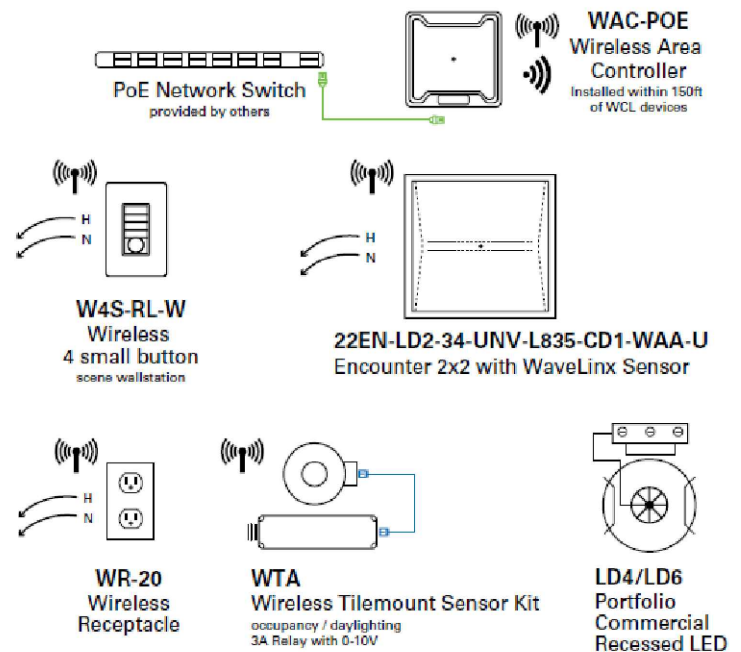 PoE Network Switch
provided by others
WAC-POE
Wireless Area
Controller
Installed within 150ft
of WCL devices
H
N
W4S-RL-W
Wireless
4 small button
scene wallstation
H
N
22EN-LD2-34-UNV-L835-CD1-WAA-U
Encounter 2x2 with WaveLinx Sensor
H
N
WR-20
Wireless
Receptacle
WTA
Wireless Tilemount Sensor Kit
occupancy / daylighting
3A Relay with 0-10V
LD4/LD6
Portfolio
Commercial
Recessed LED